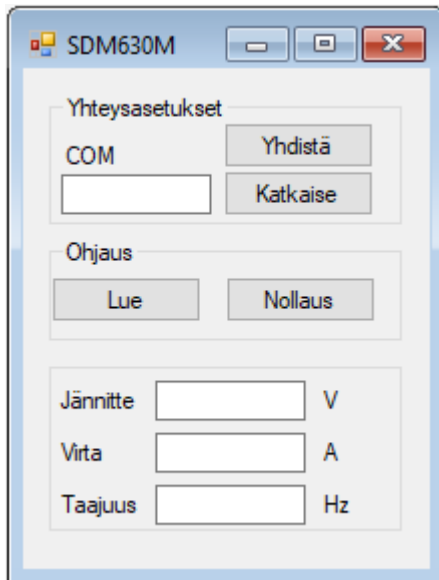 SDM630M
Yhteysasetukset
COM
Yhdistä
Katkaise
Ohjaus
Lue
Nollaus
Jännitte V
Virta A
Taajuus Hz